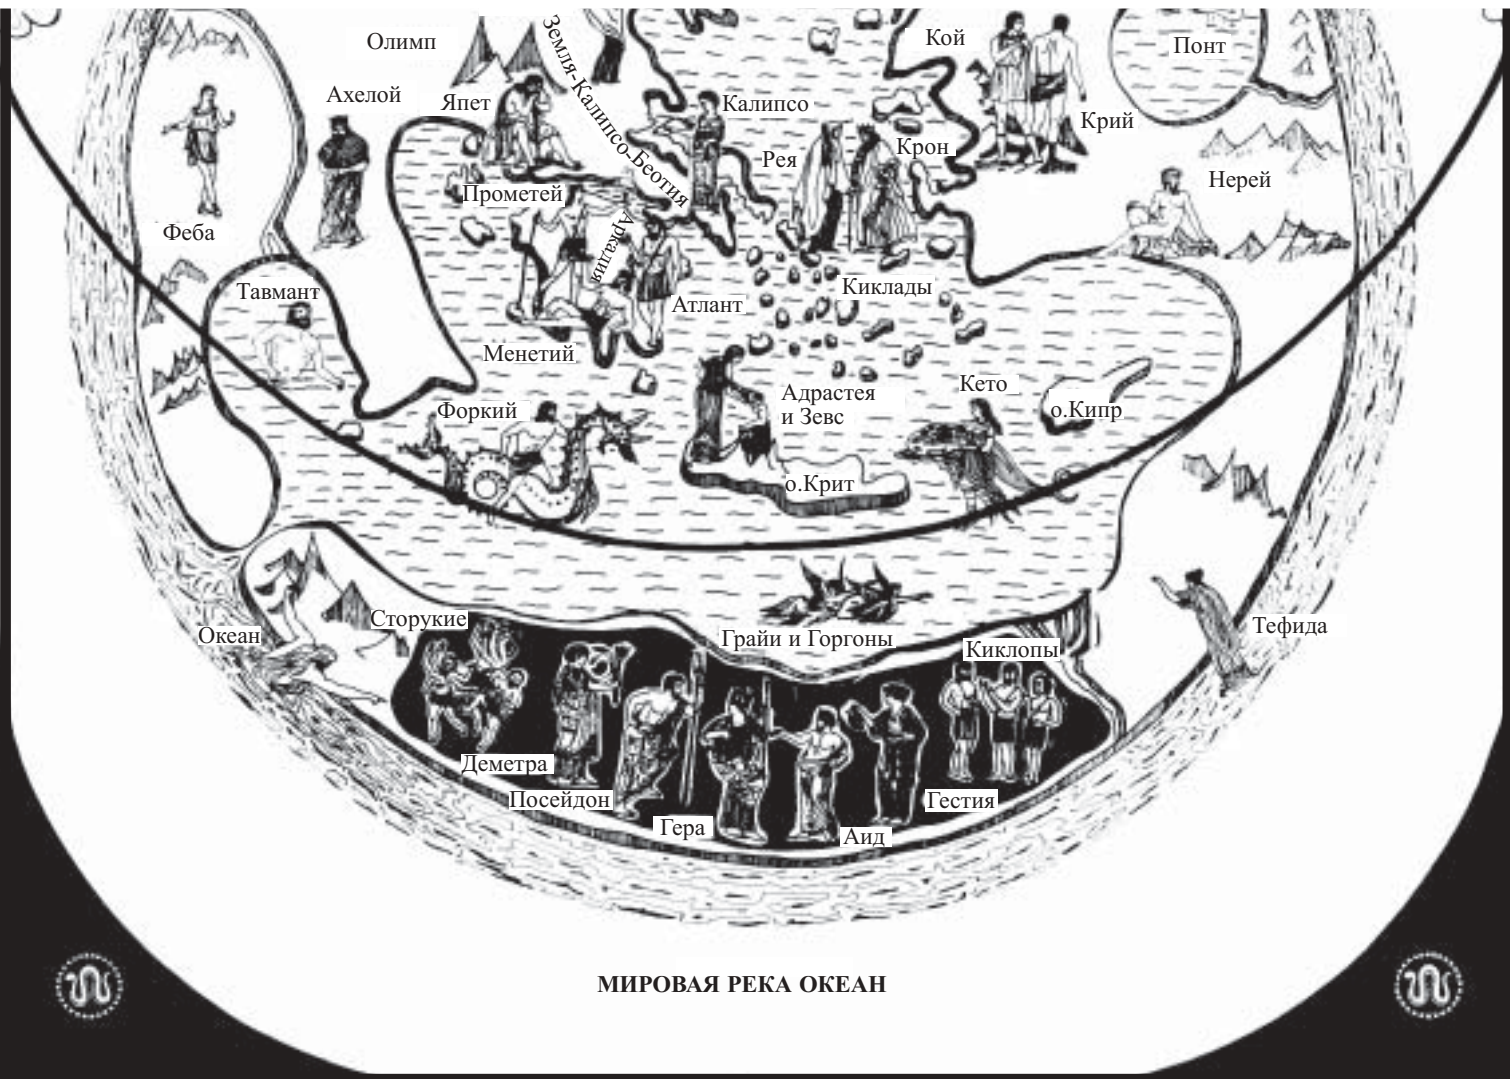 Олимп
Земля-Калипсо-Беотия
Кой
Понт
Ахелой
Япет
Калипсо
Крий
Рея
Крон
Прометей
Нерей
Феба
Аркадия
Тавмант
Атлант
Киклады
Менетий
Форкий
Адрастея
и Зевс
Кето
о.Кипр
о.Крит
Океан
Сторукие
Грайи и Горгоны
Киклопы
Тефида
Деметра
Посейдон
Гера
Аид
Гестия
МИРОВАЯ РЕКА ОКЕАН